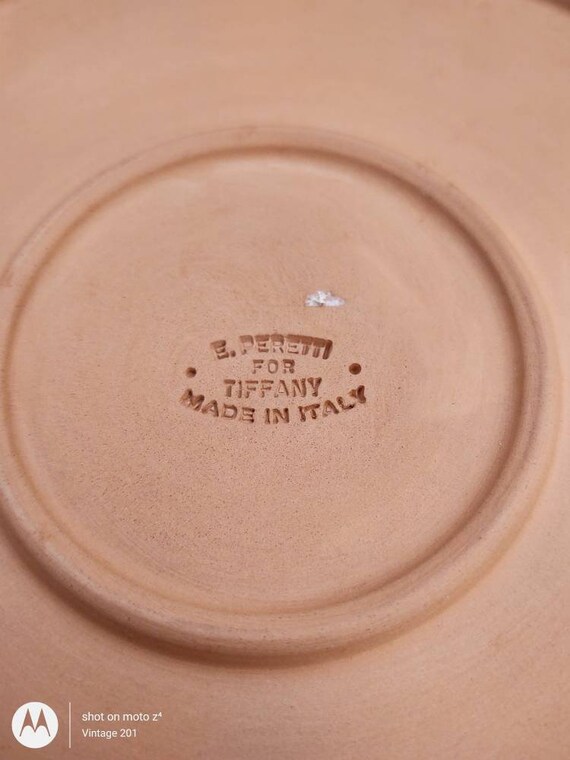 E. PERETTI
FOR
TIFFANY
MADE IN ITALY
shot on moto z⁴
Vintage 201